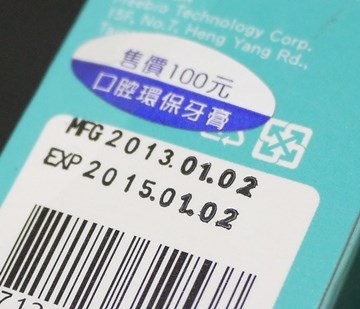 Technology Corp.
15F, No.7, Heng Yang Rd.,
售價100元
口腔環保牙膏
MFG 2013.01.02
EXP 2015.01.02